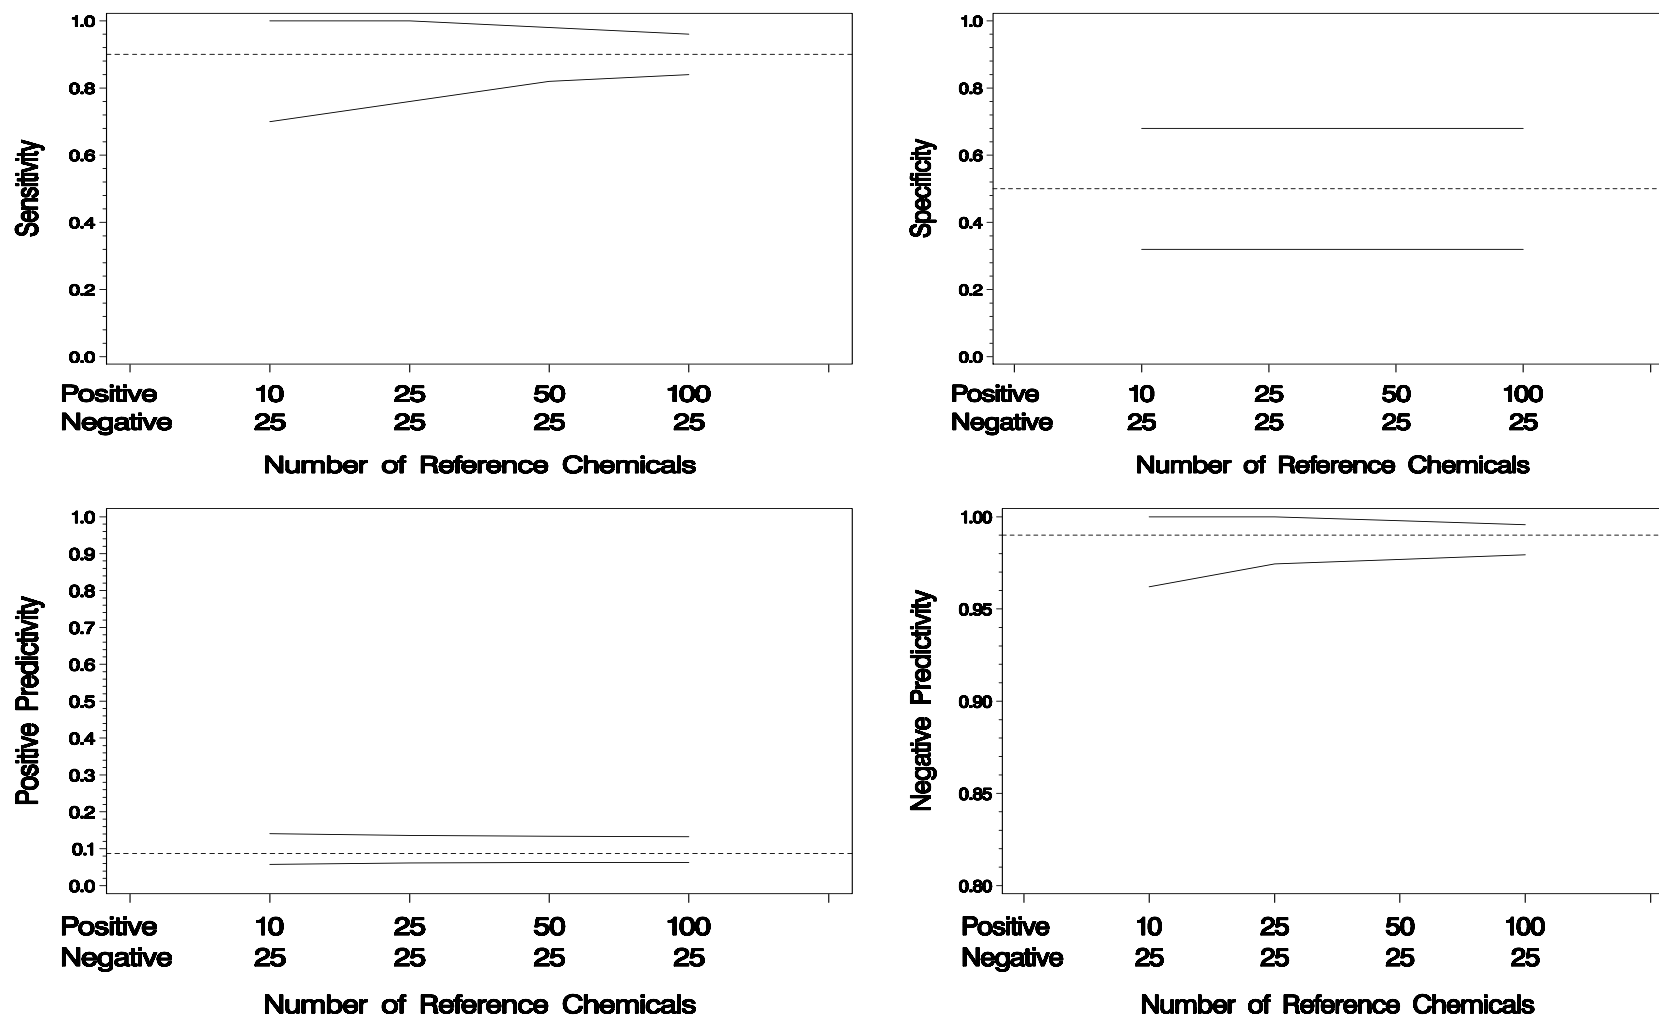 Sensitivity
1.0
0.8
0.6
0.4
0.2
0.0
Positive 10 25 50 100
Negative 25 25 25 25
Number of Reference Chemicals
Specificity
1.0
0.8
0.6
0.4
0.2
0.0
Positive 10 25 50 100
Negative 25 25 25 25
Number of Reference Chemicals
Positive Predictivity
1.0
0.9
0.8
0.7
0.6
0.5
0.4
0.3
0.2
0.1
0.0
Positive 10 25 50 100
Negative 25 25 25 25
Number of Reference Chemicals
Negative Predictivity
1.00
0.95
0.90
0.85
0.80
Positive 10 25 50 100
Negative 25 25 25 25
Number of Reference Chemicals